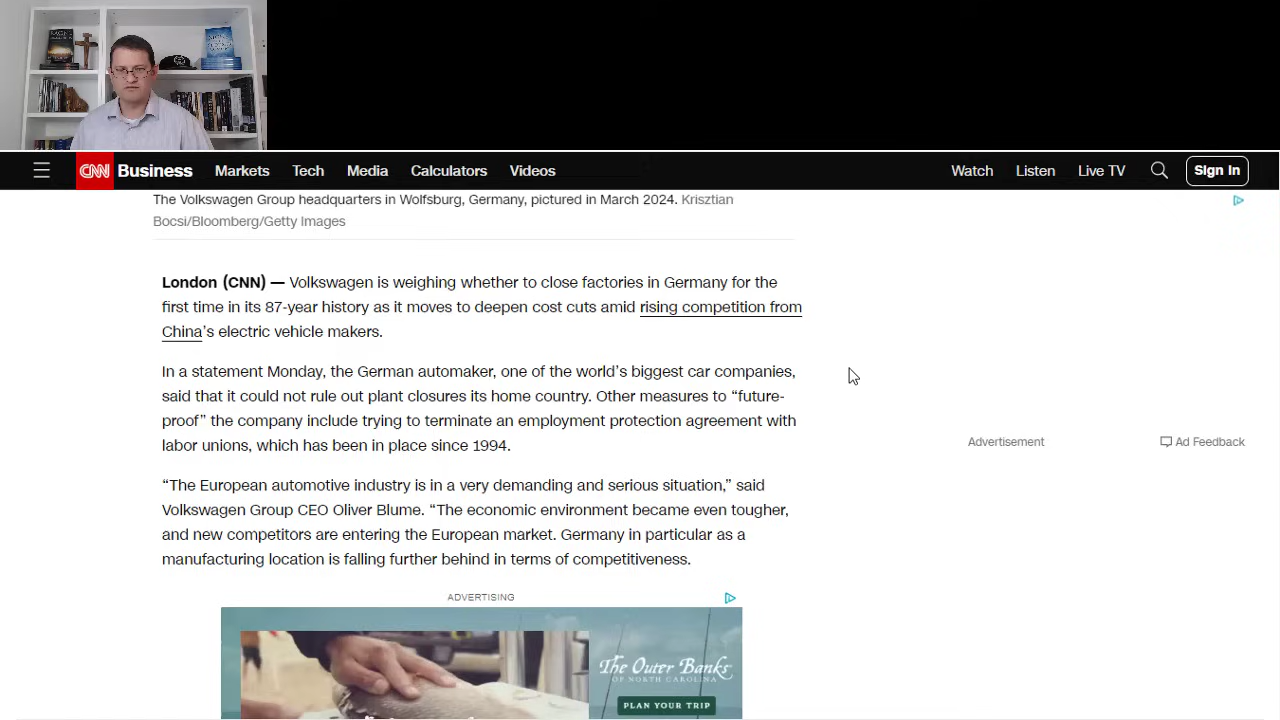 CNN Business Markets Tech Media Calculators Videos Watch Listen Live TV Sign in
The Volkswagen Group headquarters in Wolfsburg, Germany, pictured in March 2024. Krisztian
Bocsi/Bloomberg/Getty Images
London (CNN) — Volkswagen is weighing whether to close factories in Germany for the
first time in its 87-year history as it moves to deepen cost cuts amid rising competition from
China’s electric vehicle makers.
In a statement Monday, the German automaker, one of the world’s biggest car companies,
said that it could not rule out plant closures its home country. Other measures to “future-
proof” the company include trying to terminate an employment protection agreement with
labor unions, which has been in place since 1994.
Advertisement Ad Feedback
“The European automotive industry is in a very demanding and serious situation,” said
Volkswagen Group CEO Oliver Blume. “The economic environment became even tougher,
and new competitors are entering the European market. Germany in particular as a
manufacturing location is falling further behind in terms of competitiveness.
ADVERTISING
The Outer Banks
OF NORTH CAROLINA
PLAN YOUR TRIP